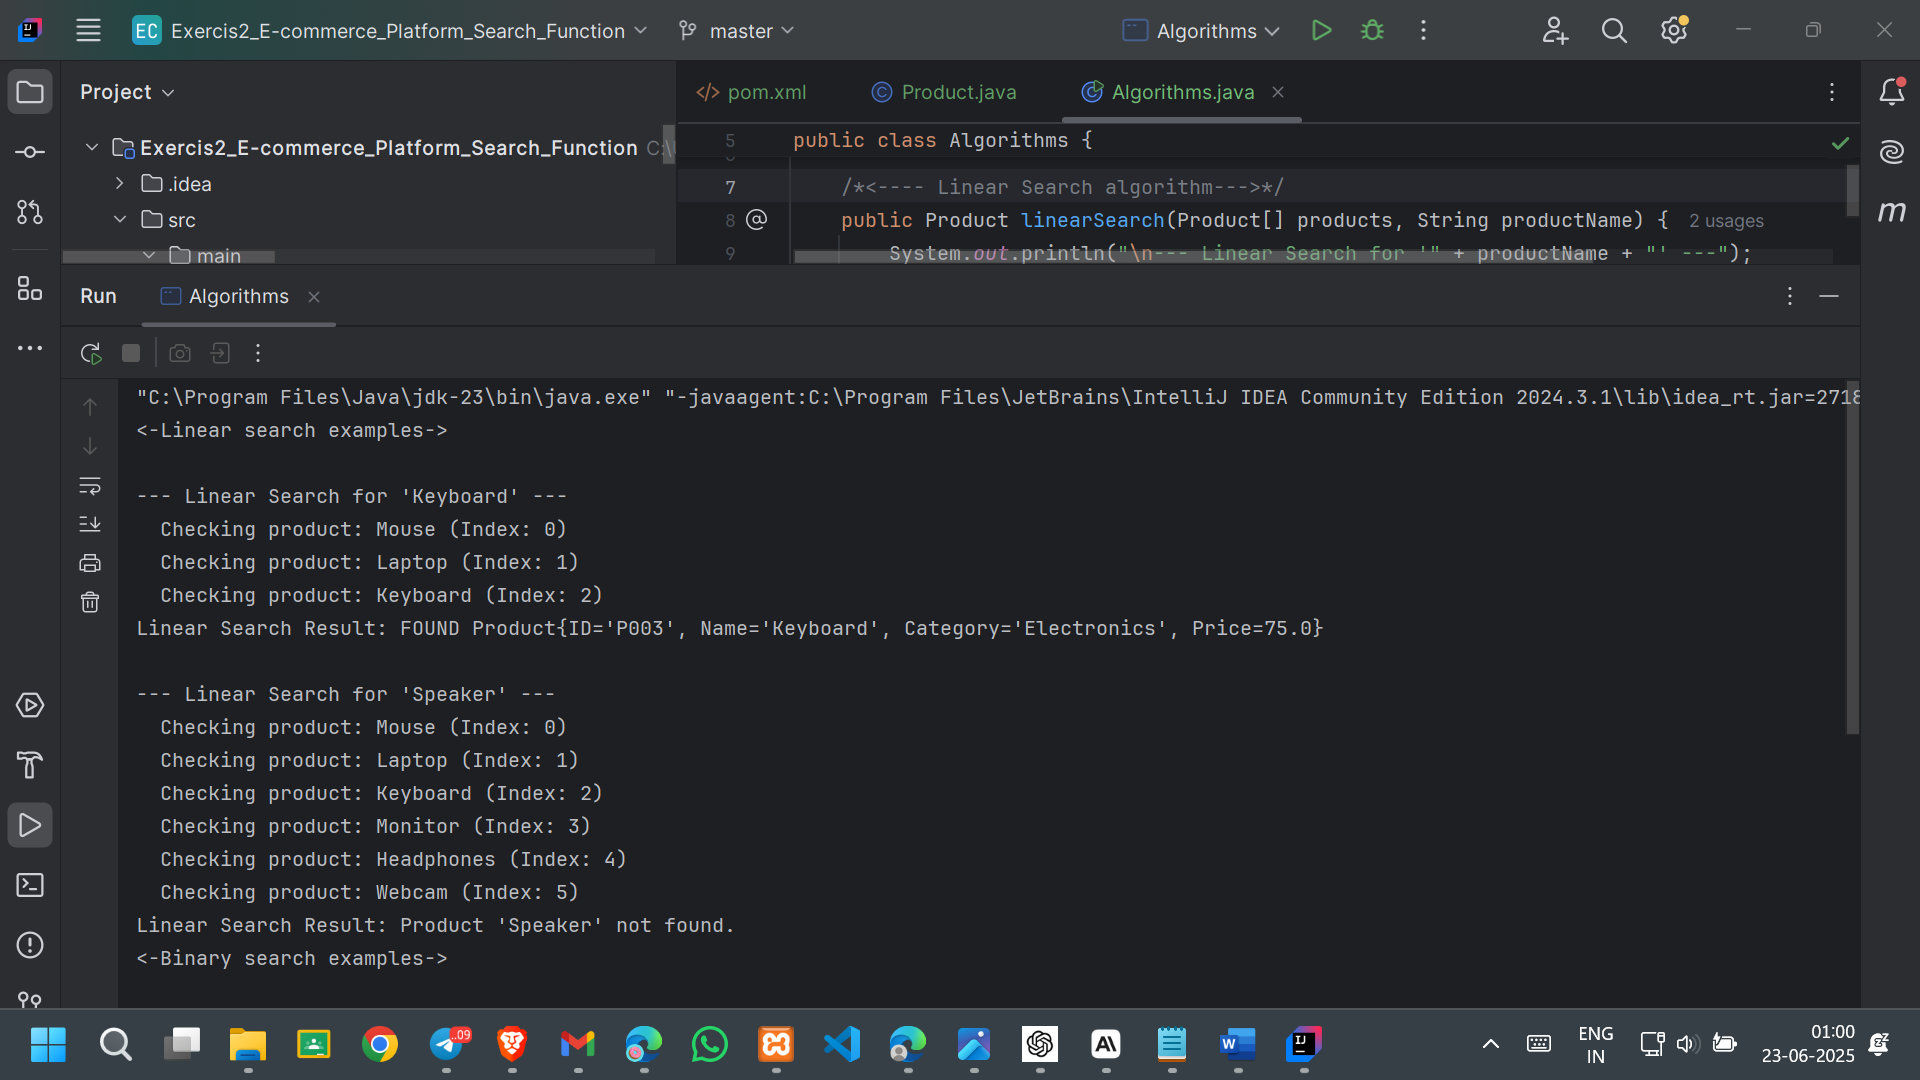 EC Exercis2_E-commerce_Platform_Search_Function master Algorithms
Project
pom.xml Product.java Algorithms.java
Exercis2_E-commerce_Platform_Search_Function C:\
.idea
src
main
5 public class Algorithms {
7 /*<---- Linear Search algorithm--->*/
8 public Product linearSearch(Product[] products, String productName) { 2 usages
9 System.out.println("\n--- Linear Search for '" + productName + "' ---");
Run Algorithms
"C:\Program Files\Java\jdk-23\bin\java.exe" "-javaagent:C:\Program Files\JetBrains\IntelliJ IDEA Community Edition 2024.3.1\lib\idea_rt.jar=2718
<-Linear search examples->
--- Linear Search for 'Keyboard' ---
Checking product: Mouse (Index: 0)
Checking product: Laptop (Index: 1)
Checking product: Keyboard (Index: 2)
Linear Search Result: FOUND Product{ID='P003', Name='Keyboard', Category='Electronics', Price=75.0}
--- Linear Search for 'Speaker' ---
Checking product: Mouse (Index: 0)
Checking product: Laptop (Index: 1)
Checking product: Keyboard (Index: 2)
Checking product: Monitor (Index: 3)
Checking product: Headphones (Index: 4)
Checking product: Webcam (Index: 5)
Linear Search Result: Product 'Speaker' not found.
<-Binary search examples->
ENG
IN
01:00
23-06-2025